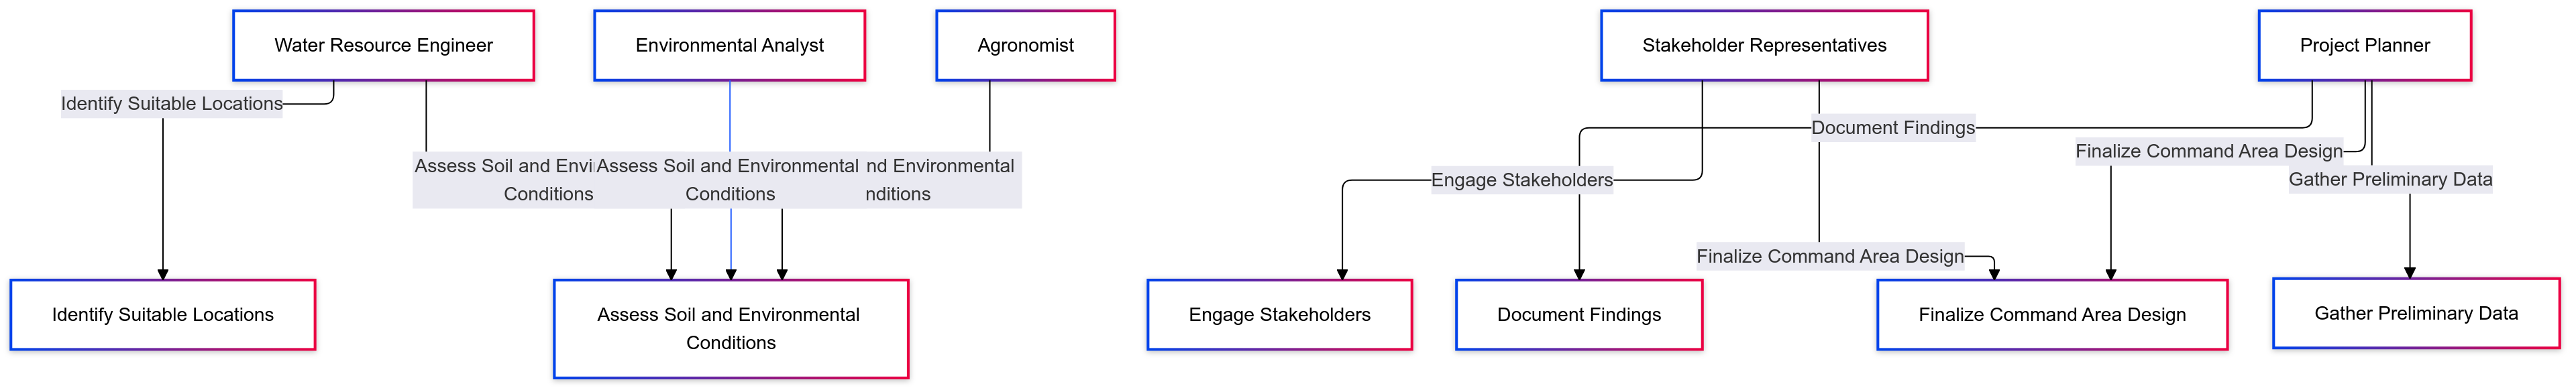 Water Resource Engineer
Environmental Analyst
Agronomist
Stakeholder Representatives
Project Planner
Identify Suitable Locations
Document Findings
Finalize Command Area Design
Assess Soil and Envi
Conditions
Assess Soil and Environmental
Conditions
nd Environmental
nditions
Engage Stakeholders
Gather Preliminary Data
Finalize Command Area Design
Identify Suitable Locations
Assess Soil and Environmental
Conditions
Engage Stakeholders
Document Findings
Finalize Command Area Design
Gather Preliminary Data